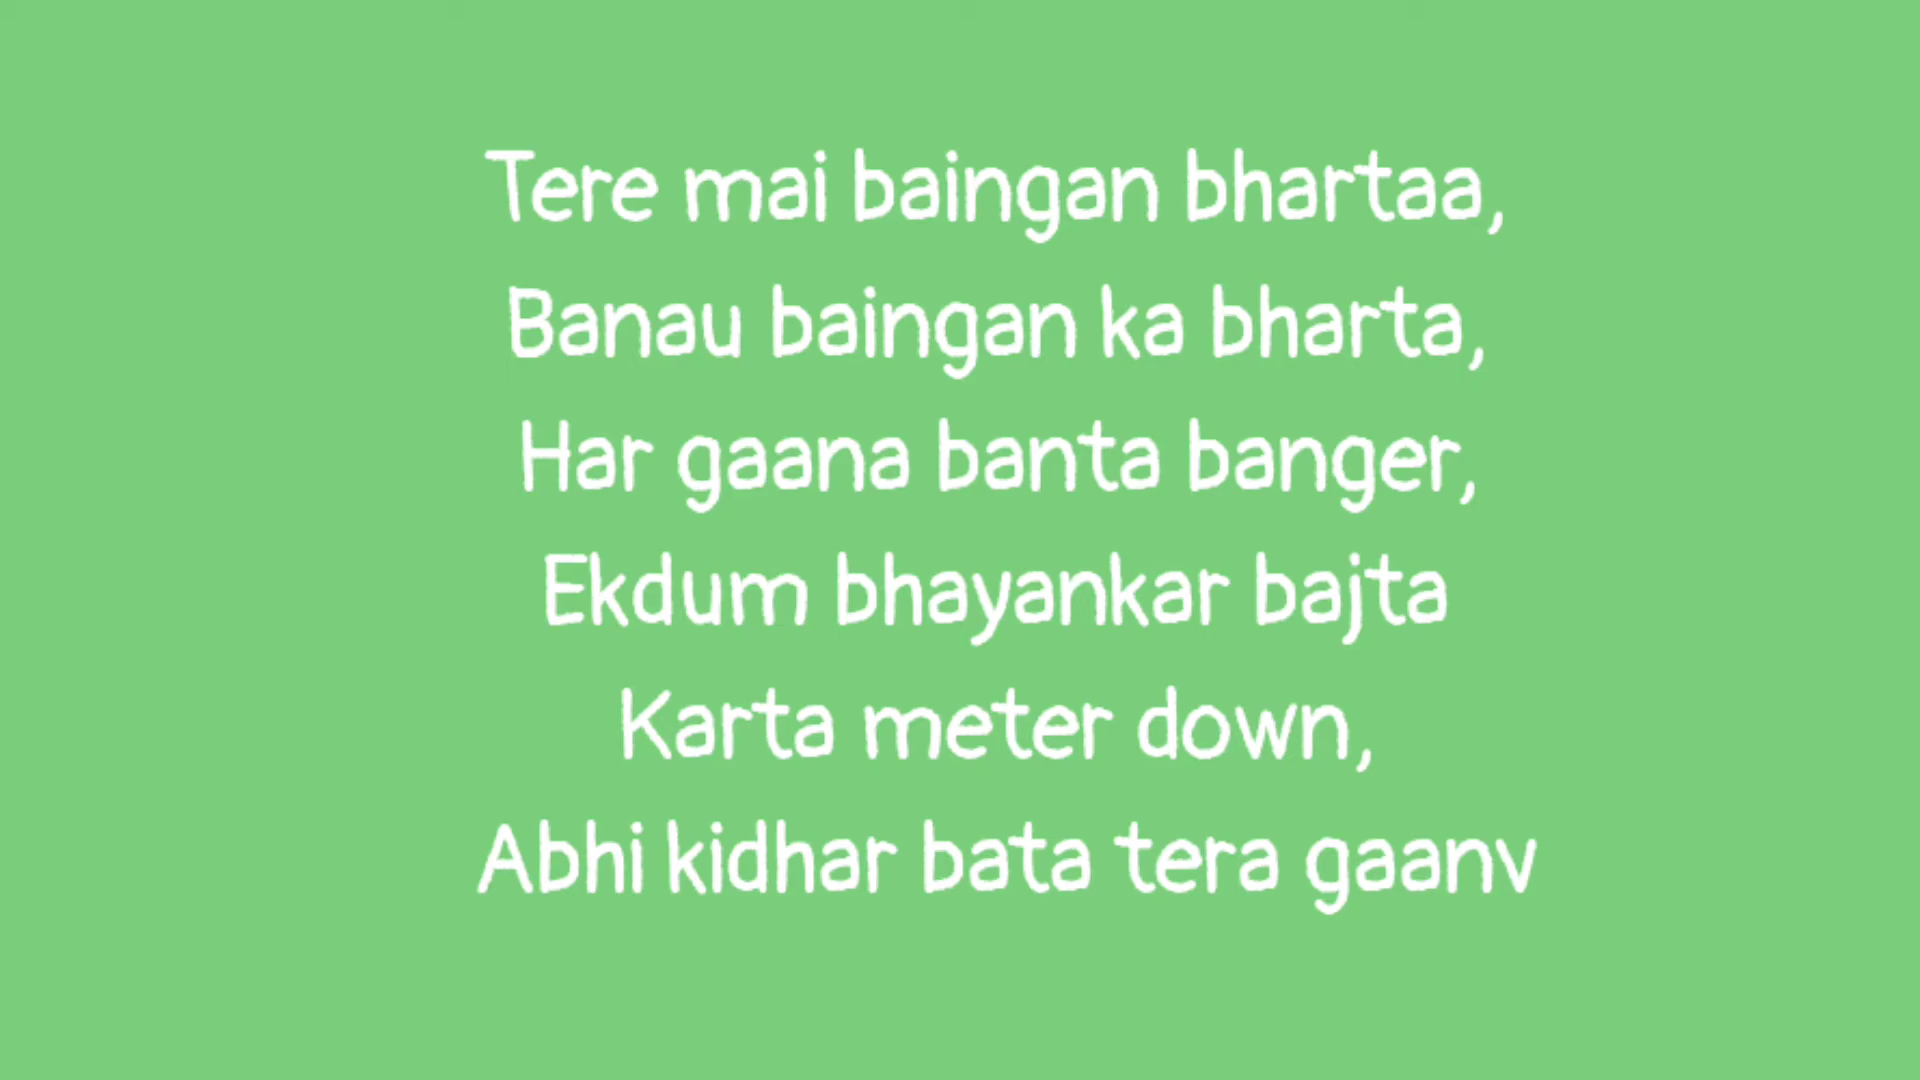 Tere mai baingan bhartaa,
Banau baingan ka bharta,
Har gaana banta banger,
Ekdum bhayankar bajta
Karta meter down,
Abhi kidhar bata tera gaanv